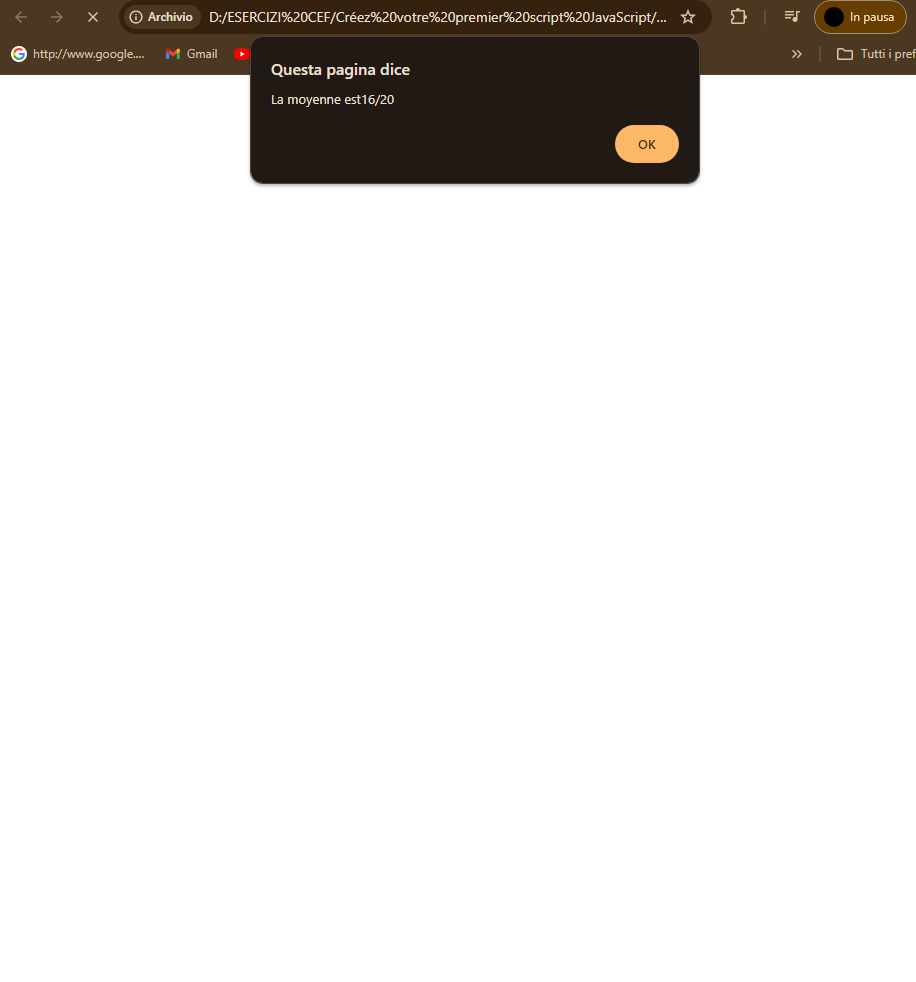 Archivio D:/ESERCIZI%20CEF/Créez%20votre%20premier%20script%20JavaScript/... In pausa
http://www.google.... Gmail » Tutti i pref
Questa pagina dice
La moyenne est16/20
OK